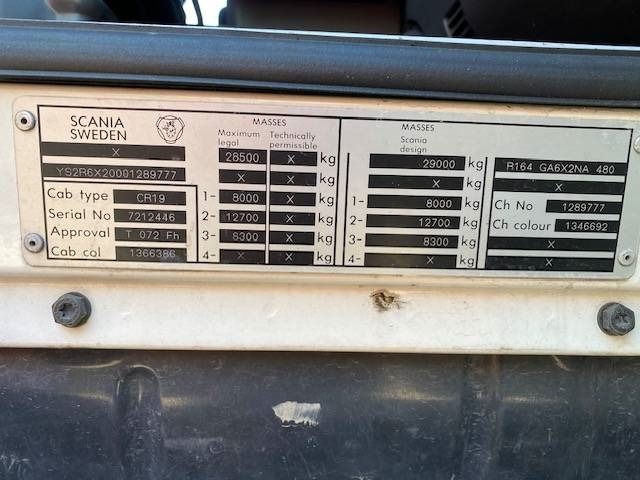 SCANIA
SWEDEN
X
YS2R6X20001289777
Cab type CR19
Serial No 7212446
Approval T 072 Fh
Cab col 1366386
MASSES
Maximum legal Technically permissible
28500 X kg
X X kg
1- 8000 X kg
2- 12700 X kg
3- 8300 X kg
4- X X kg
MASSES
Scania design
29000 kg
X kg
1- 8000 kg
2- 12700 kg
3- 8300 kg
4- X kg
R164 GA6X2NA 480
X
Ch No 1289777
Ch colour 1346692
X
X